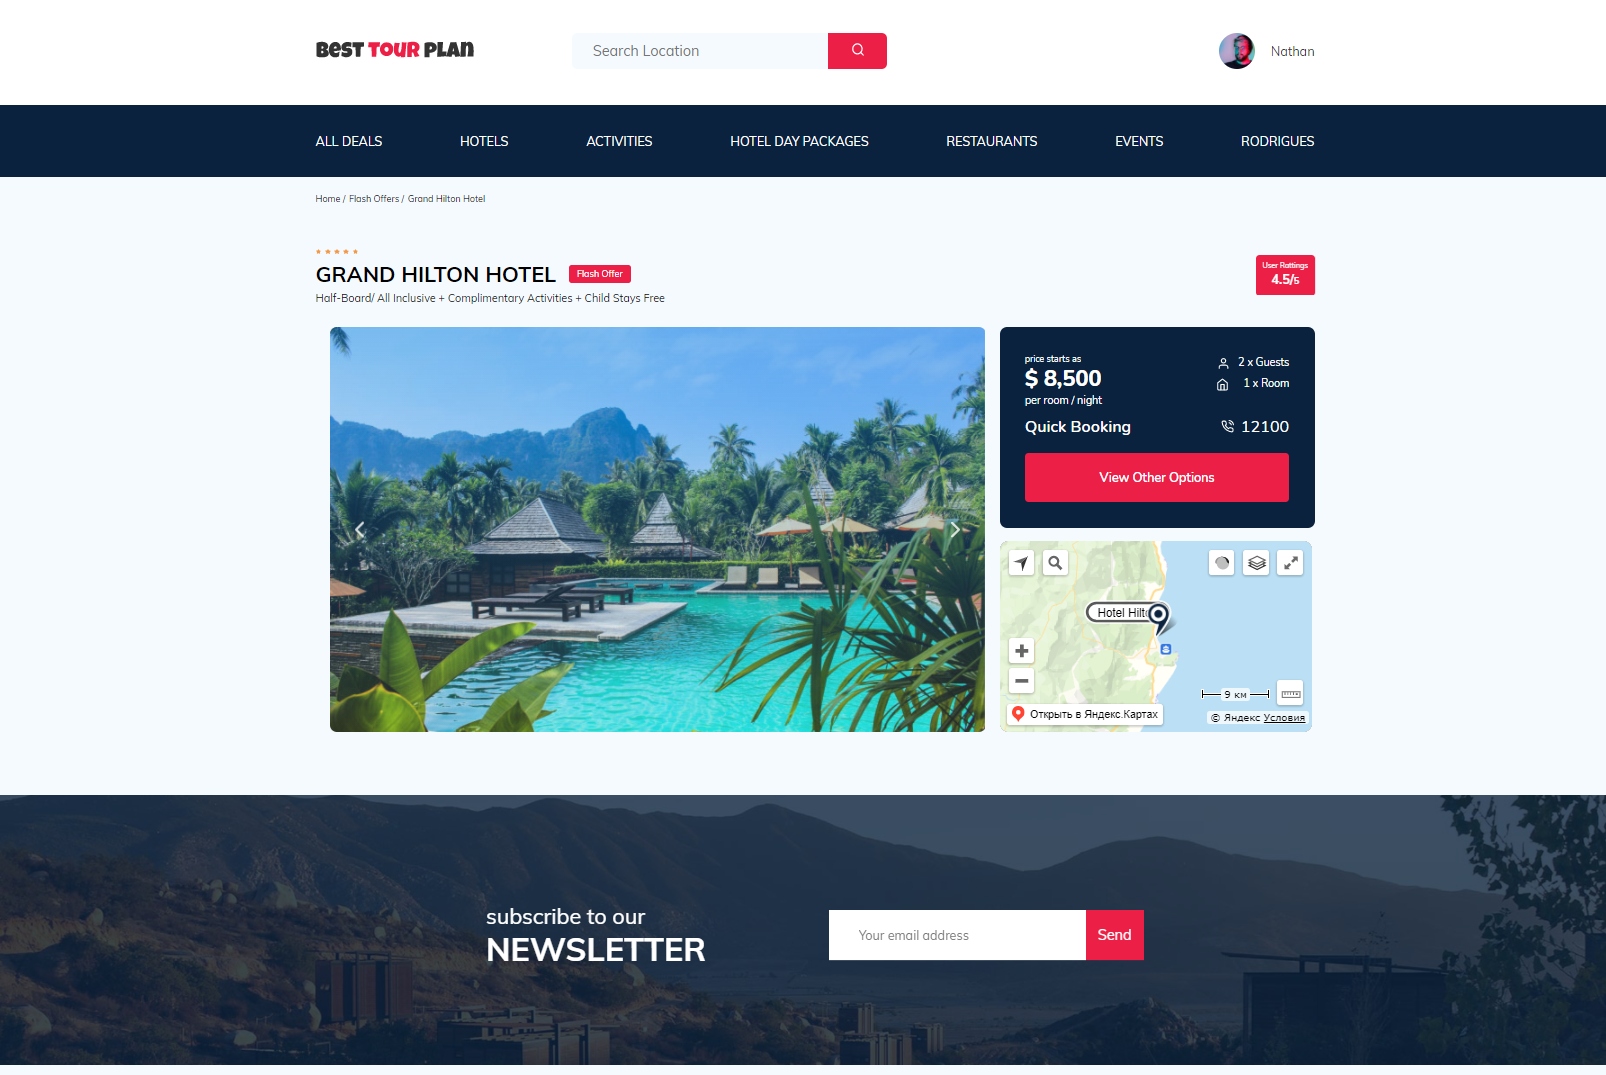 BEST TOUR PLAN
Search Location
Nathan
ALL DEALS
HOTELS
ACTIVITIES
HOTEL DAY PACKAGES
RESTAURANTS
EVENTS
RODRIGUES
Home / Flash Offers / Grand Hilton Hotel
GRAND HILTON HOTEL
Flash Offer
Half-Board/ All Inclusive + Complimentary Activities + Child Stays Free
User Rattings
4.5/5
price starts as
$ 8,500
per room / night
2 x Guests
1 x Room
Quick Booking
12100
View Other Options
Hotel Hilto
9 км
Открыть в Яндекс.Картах
© Яндекс Условия
subscribe to our
NEWSLETTER
Your email address
Send